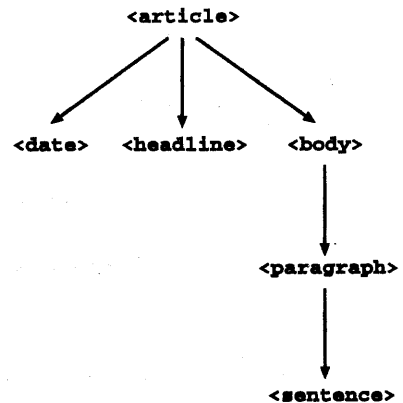 <article>
<date> <headline> <body>
<paragraph>
<sentence>